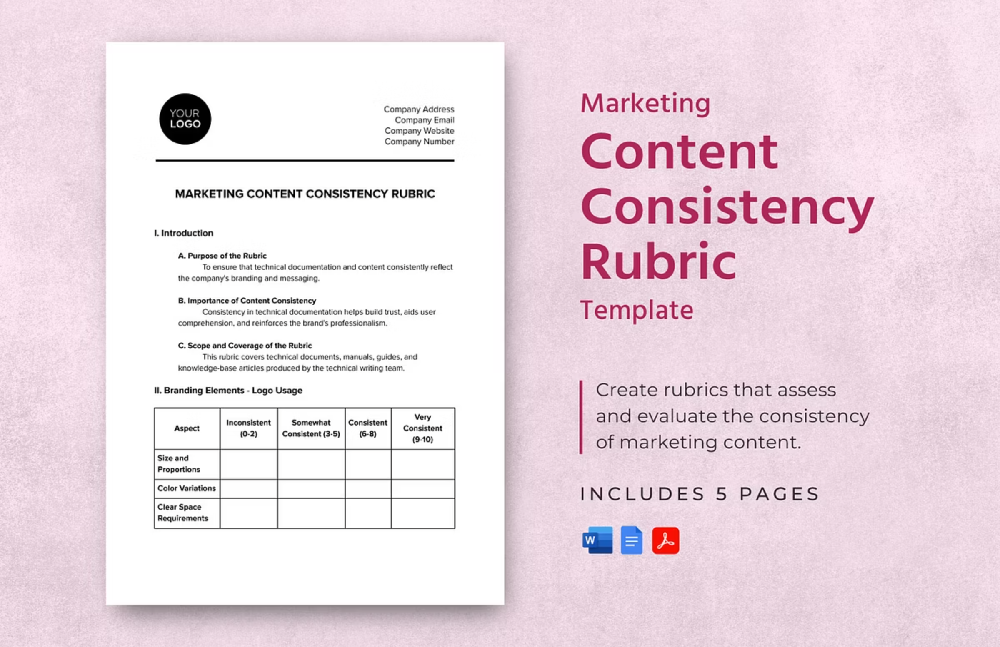 YOUR
LOGO
Company Address
Company Email
Company Website
Company Number
MARKETING CONTENT CONSISTENCY RUBRIC
I. Introduction
A. Purpose of the Rubric
To ensure that technical documentation and content consistently reflect
the company's branding and messaging.
B. Importance of Content Consistency
Consistency in technical documentation helps build trust, aids user
comprehension, and reinforces the brand's professionalism.
C. Scope and Coverage of the Rubric
This rubric covers technical documents, manuals, guides, and
knowledge-base articles produced by the technical writing team.
II. Branding Elements - Logo Usage
Aspect
Inconsistent
(0-2)
Somewhat
Consistent (3-5)
Consistent
(6-8)
Very
Consistent
(9-10)
Size and
Proportions
Color Variations
Clear Space
Requirements
Marketing
Content
Consistency
Rubric
Template
Create rubrics that assess
and evaluate the consistency
of marketing content.
INCLUDES 5 PAGES
W